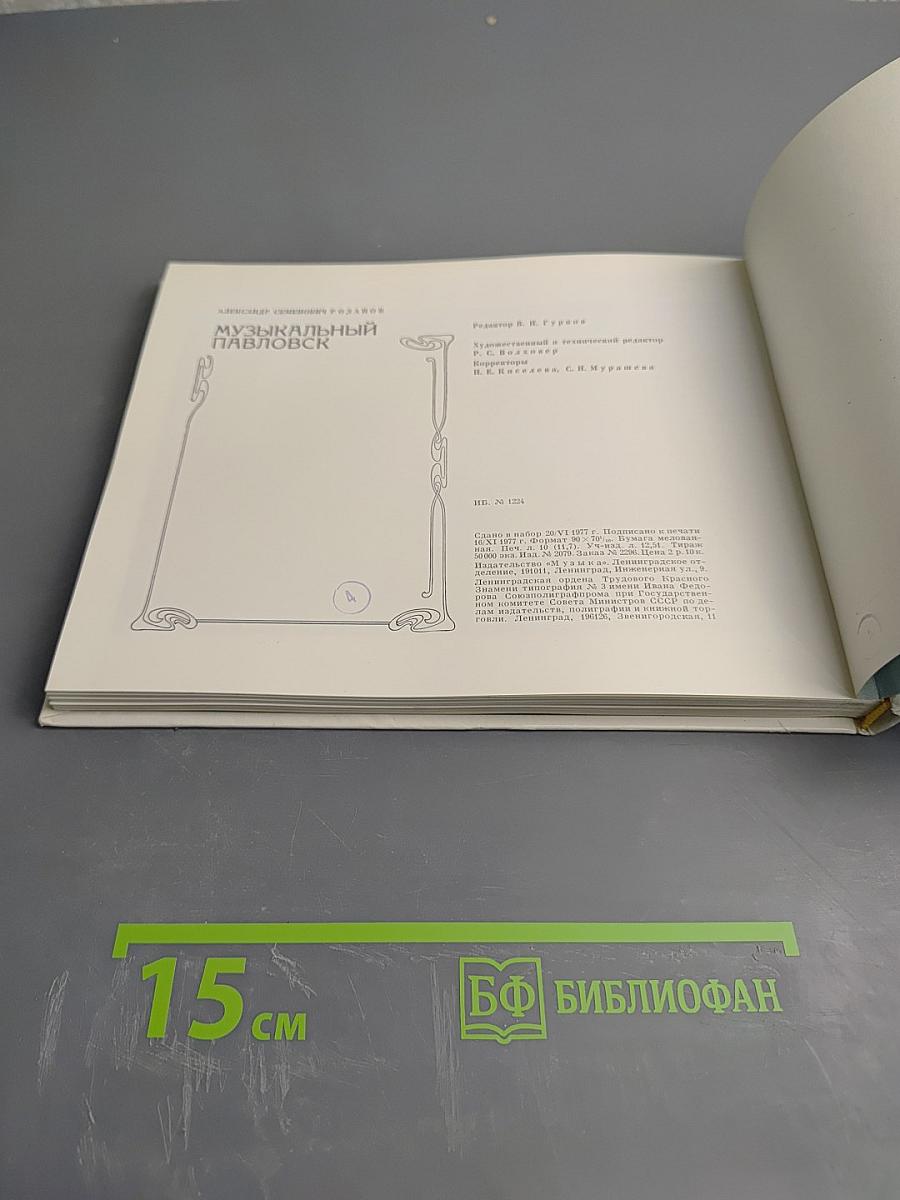 АЛЕКСАНДР СЕМЕНОВИЧ РОЗАНОВ
МУЗЫКАЛЬНЫЙ
ПАВЛОВСК
4
Редактор В. И. Гурков
Художественный и технический редактор
Р. С. Волховер
Корректоры
Н. Е. Киселева, С. Н. Мурашева
ИБ. № 1224
Сдано в набор 20/VI 1977 г. Подписано к печати
16/XI 1977 г. Формат 90×70¹/₁₆. Бумага мелован-
ная. Печ. л. 10 (11,7). Уч-изд. л. 12,51. Тираж
50000 экз. Изд. № 2079. Заказ № 2296. Цена 2 р. 10 к.
Издательство «Музыка». Ленинградское от-
деление, 191011, Ленинград, Инженерная ул., 9.
Ленинградская ордена Трудового Красного
Знамени типография № 3 имени Ивана Федо-
рова Союзполиграфпрома при Государствен-
ном комитете Совета Министров СССР по де-
лам издательств, полиграфии и книжной тор-
говли. Ленинград, 196126, Звенигородская, 11
15 см
БФ БИБЛИОФАН